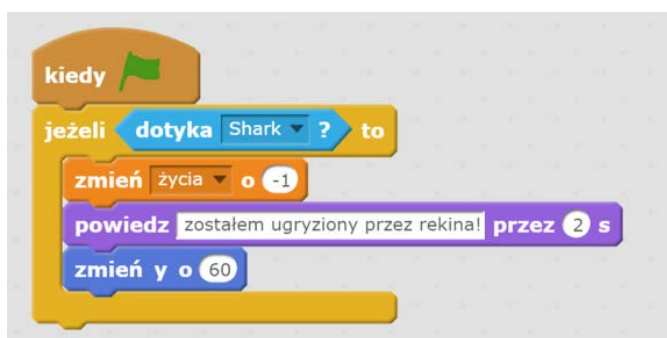 kiedy
jeżeli dotyka Shark ? to
zmień życia o -1
powiedz zostałem ugryziony przez rekina! przez 2 s
zmień y o 60